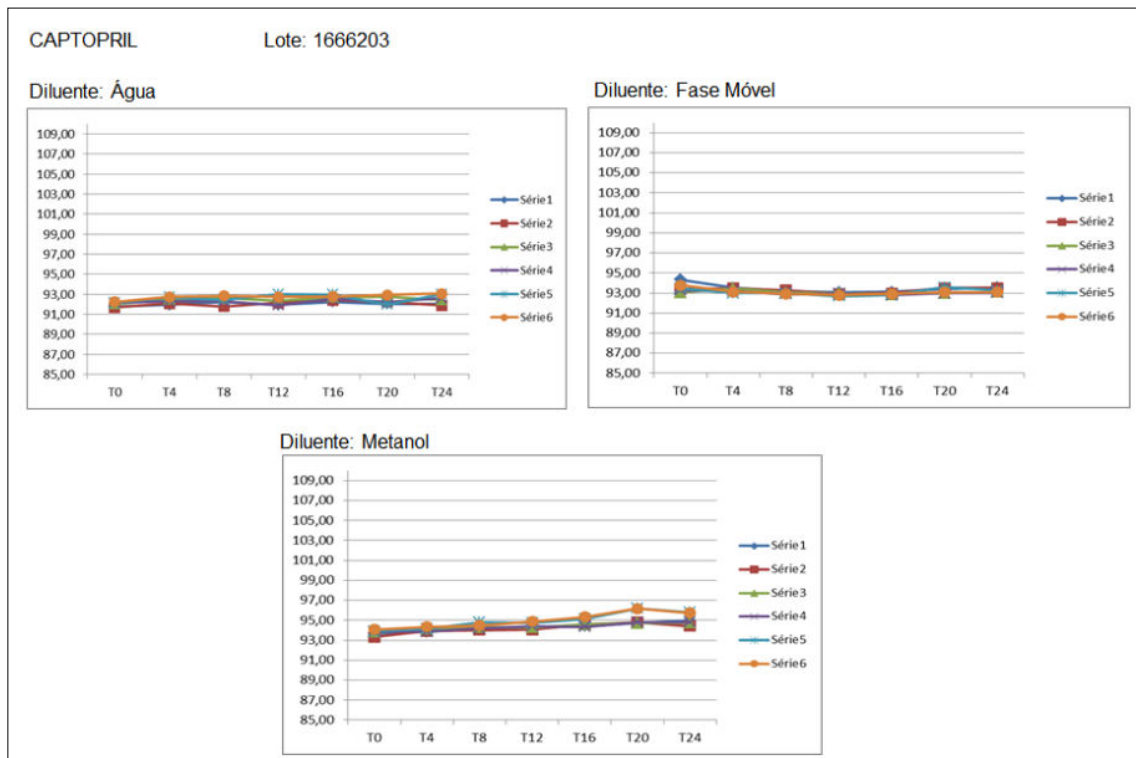 CAPTOPRIL Lote: 1666203
Diluente: Água
109,00
107,00
105,00
103,00
101,00
99,00
97,00
95,00
93,00
91,00
89,00
87,00
85,00
T0 T4 T8 T12 T16 T20 T24
Série1
Série2
Série3
Série4
Série5
Série6
Diluente: Fase Móvel
109,00
107,00
105,00
103,00
101,00
99,00
97,00
95,00
93,00
91,00
89,00
87,00
85,00
T0 T4 T8 T12 T16 T20 T24
Série1
Série2
Série3
Série4
Série5
Série6
Diluente: Metanol
109,00
107,00
105,00
103,00
101,00
99,00
97,00
95,00
93,00
91,00
89,00
87,00
85,00
T0 T4 T8 T12 T16 T20 T24
Série1
Série2
Série3
Série4
Série5
Série6